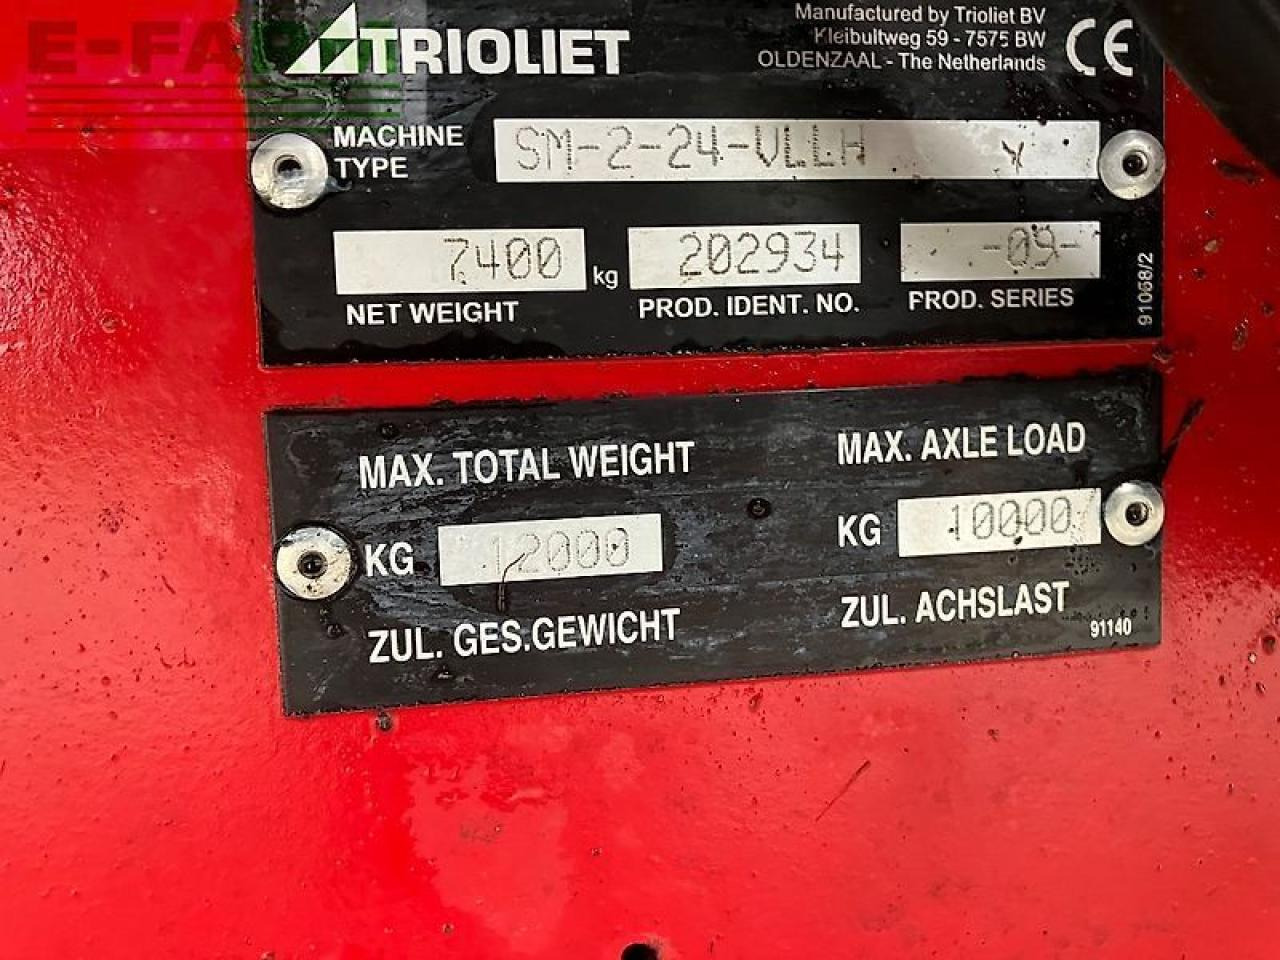 E-FARM
TRIOLIET
Manufactured by Trioliet BV
Kleibultweg 59 - 7575 BW
OLDENZAAL - The Netherlands
CE
MACHINE TYPE SM-2-24-VLLH X
7400 kg 202934 -09-
NET WEIGHT PROD. IDENT. NO. PROD. SERIES
91068/2
MAX. TOTAL WEIGHT MAX. AXLE LOAD
KG 12000 KG 10000
ZUL. GES.GEWICHT ZUL. ACHSLAST
91140